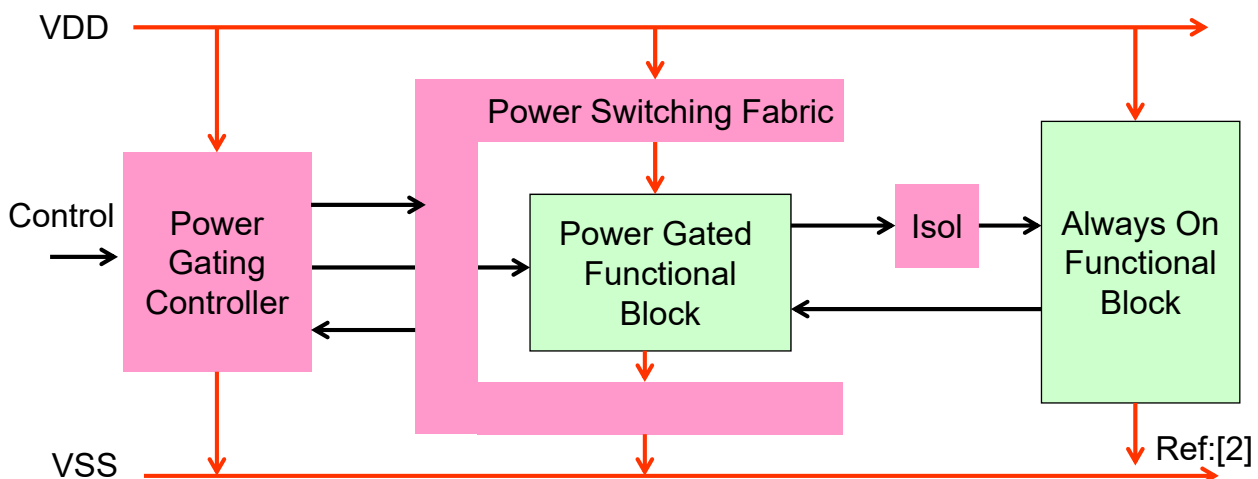 VDD
Power Switching Fabric
Control
Power
Gating
Controller
Power Gated
Functional
Block
Isol
Always On
Functional
Block
VSS
Ref:[2]